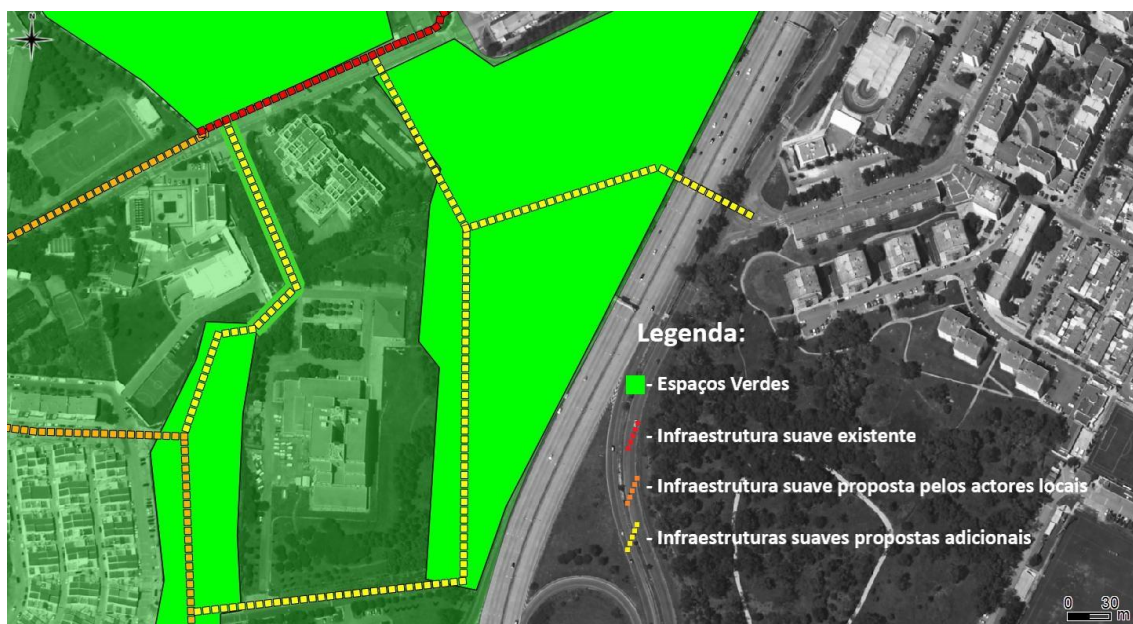 N
Legenda:
- Espaços Verdes
- Infraestrutura suave existente
- Infraestrutura suave proposta pelos actores locais
- Infraestruturas suaves propostas adicionais
0 30
m